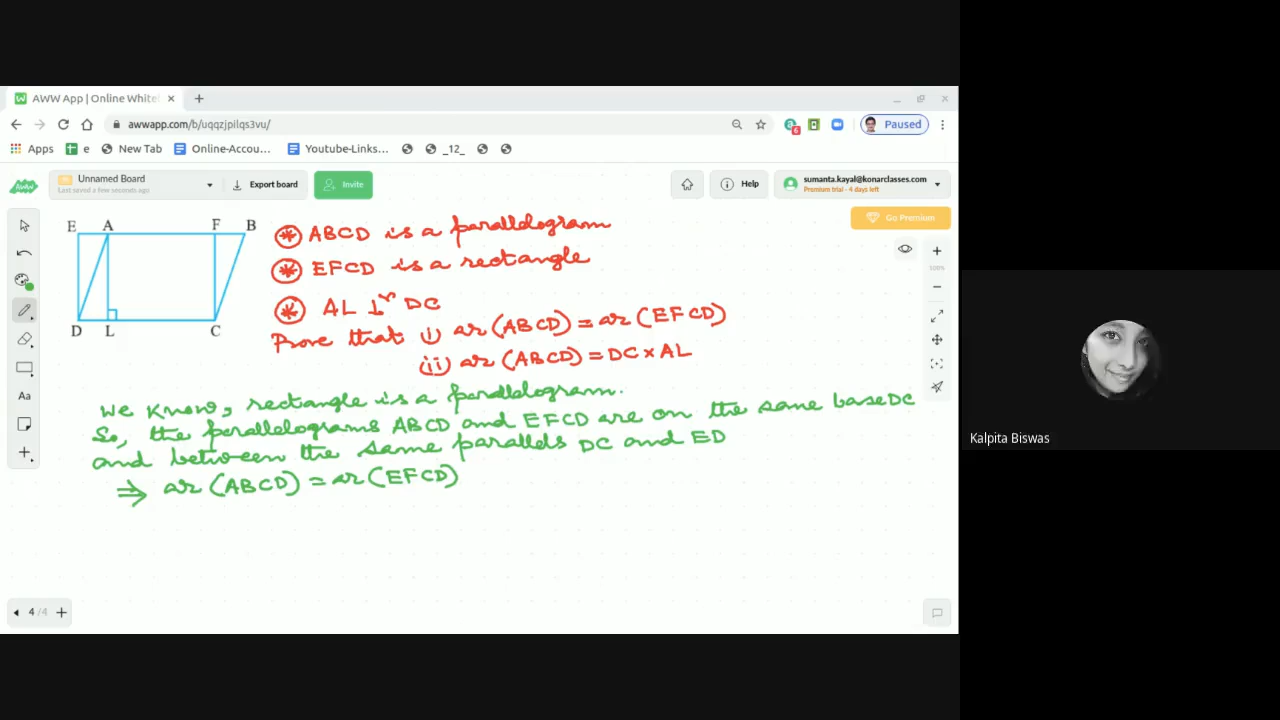 AWW App | Online White
awwapp.com/b/uqqzjpilqs3vu/
Paused
Apps e New Tab Online-Accou... Youtube-Links... _12_
Unnamed Board
Last saved a few seconds ago
Export board
Invite
Help
sumanta.kayal@konarclasses.com
Premium trial - 4 days left
Go Premium
100%
E A F B
D L C
ABCD is a parallelogram
EFCD is a rectangle
AL ⊥r DC
Prove that (i) ar (ABCD) = ar (EFCD)
(ii) ar (ABCD) = DC × AL
We know, rectangle is a parallelogram.
So, the parallelograms ABCD and EFCD are on the same base DC
and between the same parallels DC and ED
⇒ ar (ABCD) = ar (EFCD)
Aa
4 / 4
Kalpita Biswas